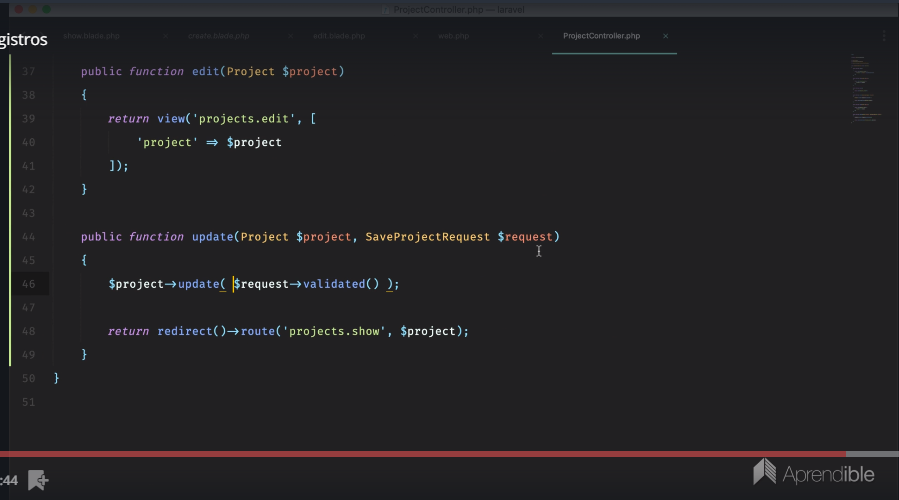 ProjectController.php — laravel
gistros
show.blade.php
create.blade.php
edit.blade.php
web.php
ProjectController.php ×
37 public function edit(Project $project)
38 {
39 return view('projects.edit', [
40 'project' ⇒ $project
41 ]);
42 }
43
44 public function update(Project $project, SaveProjectRequest $request)
45 {
46 $project→update( $request→validated() );
47
48 return redirect()→route('projects.show', $project);
49 }
50 }
51
:44
Aprendible